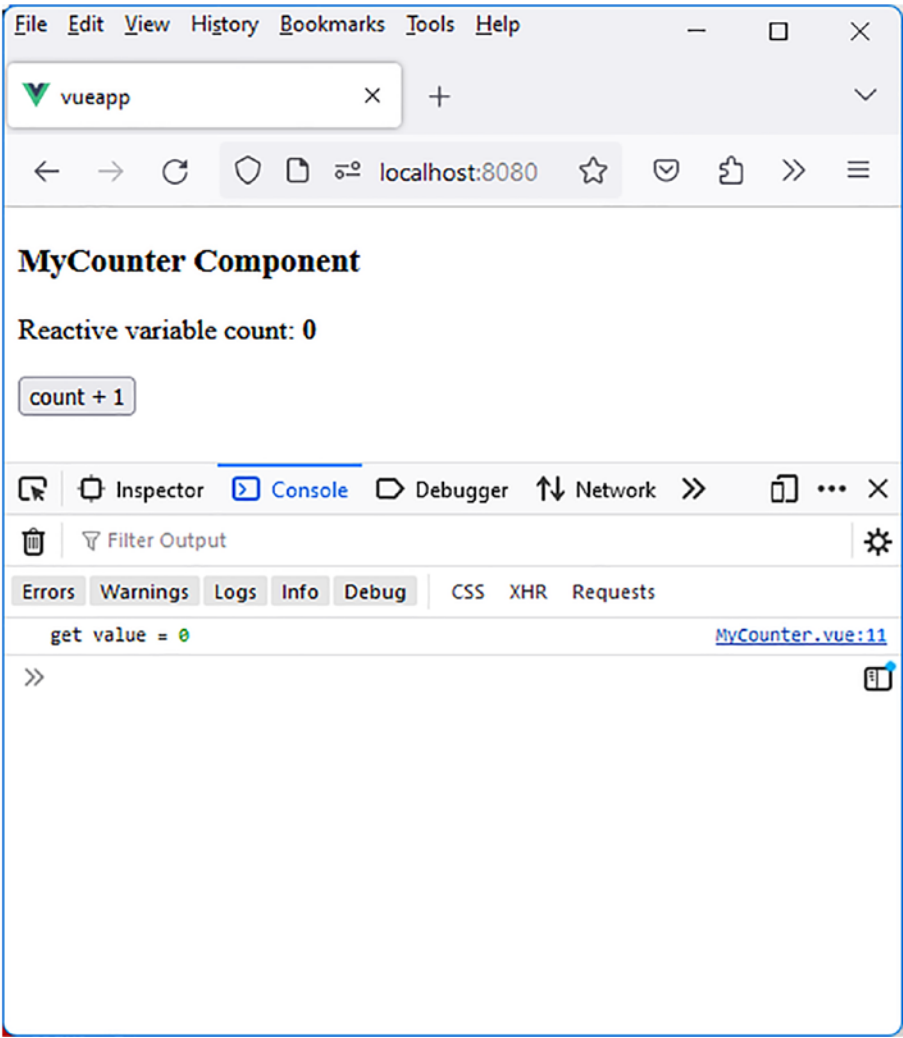 File Edit View History Bookmarks Tools Help
vueapp
localhost:8080
MyCounter Component
Reactive variable count: 0
count + 1
Inspector Console Debugger Network
Filter Output
Errors Warnings Logs Info Debug CSS XHR Requests
get value = 0 MyCounter.vue:11